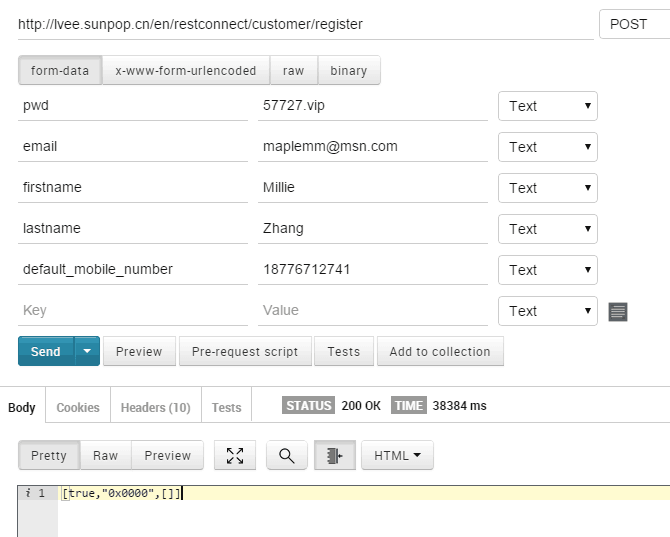 http://lvee.sunpop.cn/en/restconnect/customer/register POST
form-data x-www-form-urlencoded raw binary
pwd 57727.vip Text
email maplemm@msn.com Text
firstname Millie Text
lastname Zhang Text
default_mobile_number 18776712741 Text
Key Value Text
Send Preview Pre-request script Tests Add to collection
Body Cookies Headers (10) Tests STATUS 200 OK TIME 38384 ms
Pretty Raw Preview HTML
i 1 [true,"0x0000",[]]